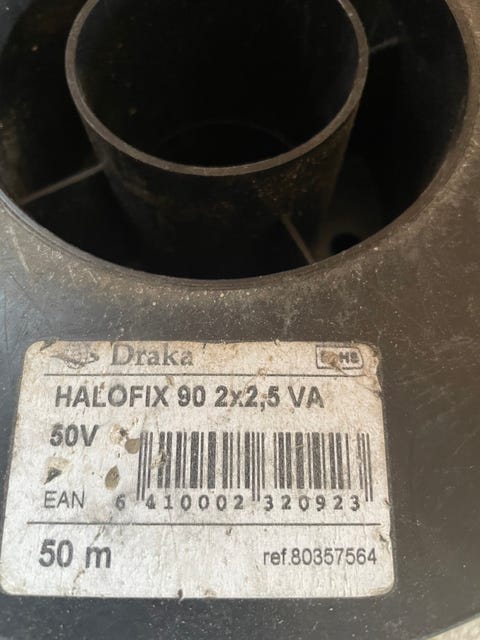 Draka
HALOFIX 90 2x2,5 VA
50V
EAN 6 410002 320923
50 m
ref.80357564